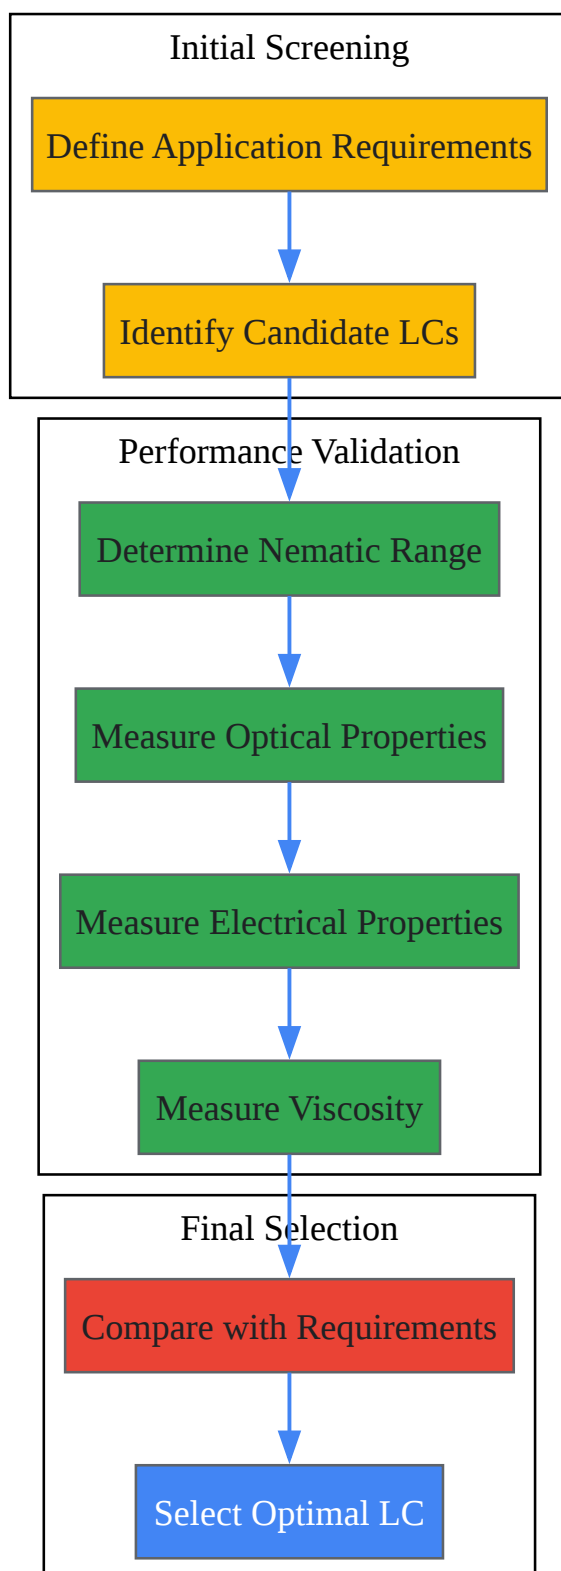 Initial Screening
Define Application Requirements
Identify Candidate LCs
Performance Validation
Determine Nematic Range
Measure Optical Properties
Measure Electrical Properties
Measure Viscosity
Final Selection
Compare with Requirements
Select Optimal LC